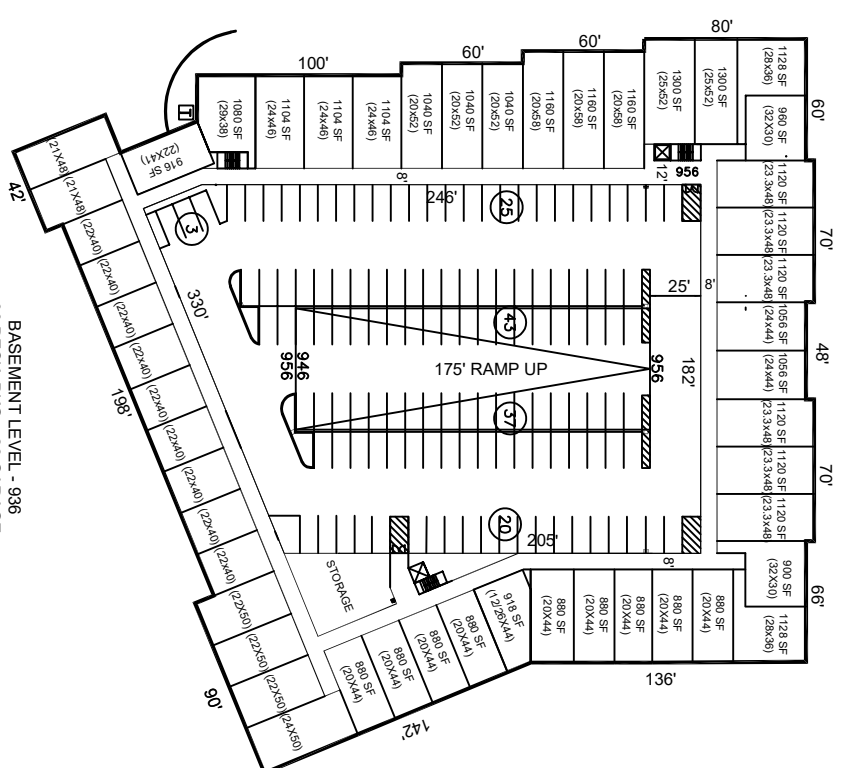 80'
60'
60'
100'
1080 SF
(29x38)
1104 SF
(24x46)
1104 SF
(24x46)
1104 SF
(24x46)
1040 SF
(20x52)
1040 SF
(20x52)
1040 SF
(20x52)
1160 SF
(20x58)
1160 SF
(20x58)
1160 SF
(20x58)
1300 SF
(25x52)
1300 SF
(25x52)
1128 SF
(28x36)
60'
960 SF
(32X30)
T
916 SF
(22X41)
8'
246'
12'
956
1120 SF
(23.3x48)
1120 SF
(23.3x48)
1120 SF
(23.3x48)
70'
(21X48)
(21X48)
42'
3
25
25'
8'
330'
43
1056 SF
(24x44)
1056 SF
(24x44)
48'
946
956
175' RAMP UP
956
182'
37
1120 SF
(23.3x48)
1120 SF
(23.3x48)
1120 SF
(23.3x48)
70'
(22x40)
(22x40)
(22x40)
(22x40)
(22x40)
(22x40)
(22x40)
(22x40)
(22x40)
198'
20
205'
8'
STORAGE
900 SF
(32X30)
66'
1128 SF
(28x36)
(22X50)
(22X50)
(22X50)
(24X50)
90'
880 SF
(20X44)
880 SF
(20X44)
880 SF
(20X44)
880 SF
(20X44)
918 SF
(12/26X44)
880 SF
(20X44)
880 SF
(20X44)
880 SF
(20X44)
880 SF
(20X44)
880 SF
(20X44)
142'
136'
BASEMENT LEVEL - 936